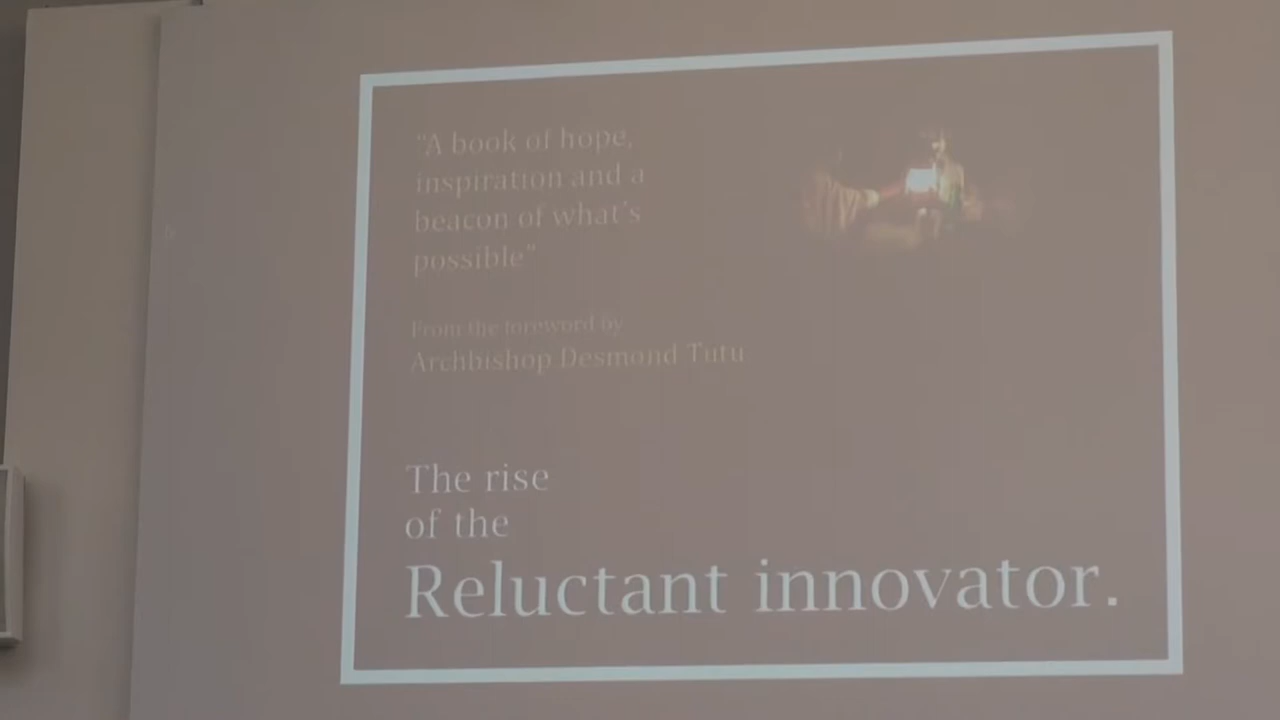 “A book of hope,
inspiration and a
beacon of what's
possible”
From the foreword by
Archbishop Desmond Tutu
The rise
of the
Reluctant innovator.